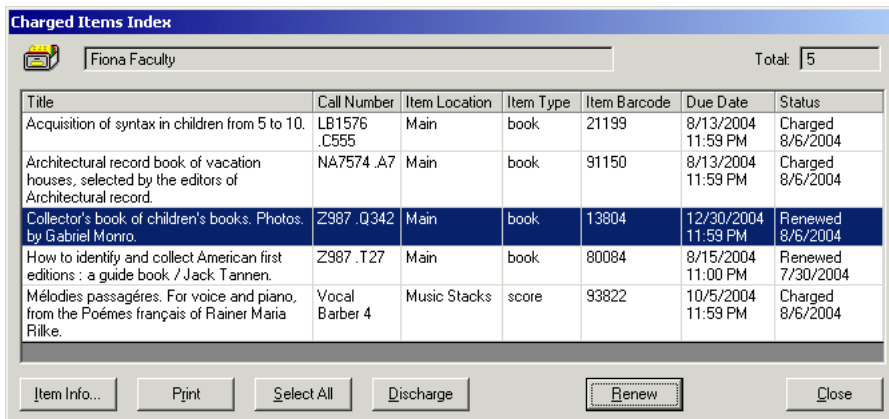 Charged Items Index
Fiona Faculty Total: 5
Title Call Number Item Location Item Type Item Barcode Due Date Status
Acquisition of syntax in children from 5 to 10. LB1576 Main book 21199 8/13/2004 Charged
.C555 11:59 PM 8/6/2004
Architectural record book of vacation NA7574 .A7 Main book 91150 8/13/2004 Charged
houses, selected by the editors of 11:59 PM 8/6/2004
Architectural record.
Collector's book of children's books. Photos. Z987 .Q342 Main book 13804 12/30/2004 Renewed
by Gabriel Monro. 11:59 PM 8/6/2004
How to identify and collect American first Z987 .T27 Main book 80084 8/15/2004 Renewed
editions : a guide book / Jack Tannen. 11:00 PM 7/30/2004
Mélodies passagéres. For voice and piano, Vocal Music Stacks score 93822 10/5/2004 Charged
from the Poémes français of Rainer Maria Barber 4 11:59 PM 8/6/2004
Rilke.
Item Info... Print Select All Discharge Renew Close